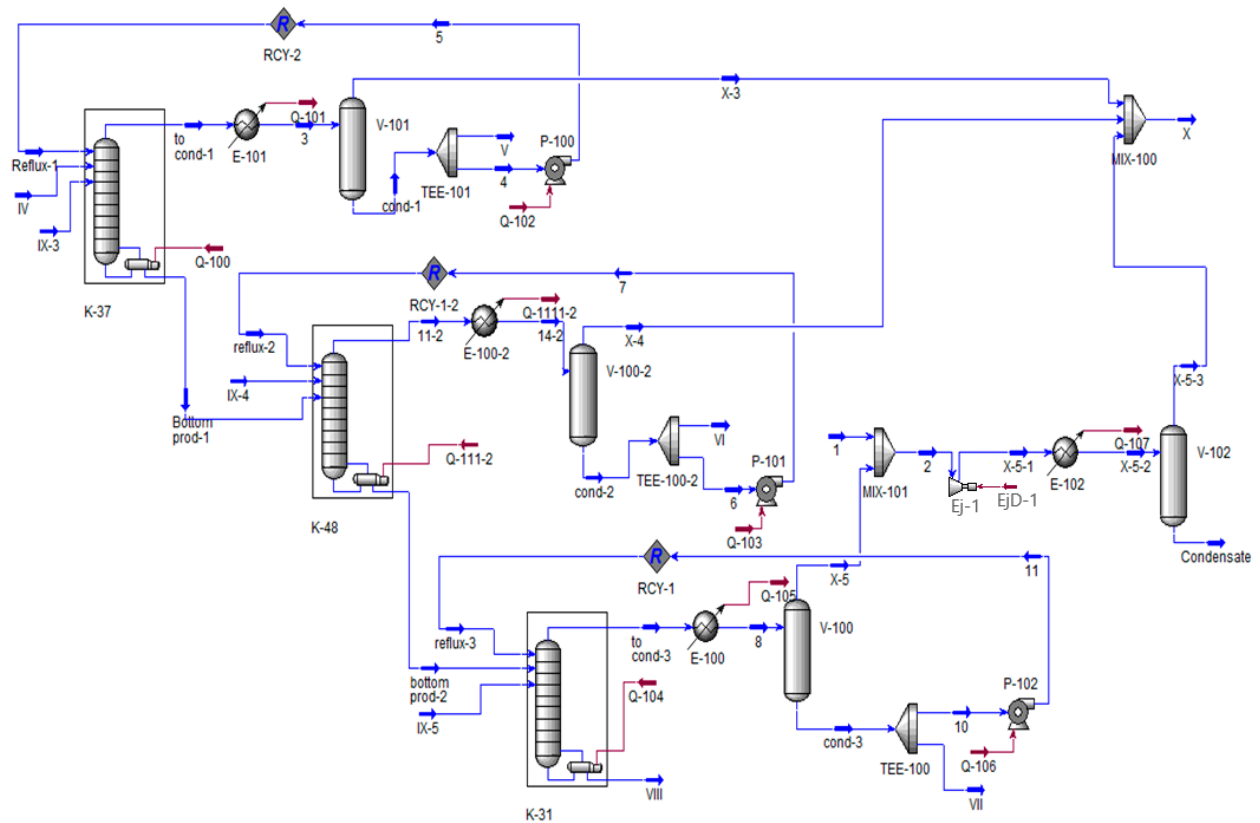 R
5
RCY-2
X-3
Q-101
V-101
to
cond-1
3
E-101
P-100
V
X
MIX-100
Reflux-1
TEE-101
4
cond-1
IV
Q-102
IX-3
Q-100
R
7
K-37
RCY-1-2
Q-1111-2
11-2
14-2
X-4
reflux-2
E-100-2
V-100-2
IX-4
X-5-3
Bottom
prod-1
VI
1
Q-107
V-102
Q-111-2
P-101
2
X-5-1
X-5-2
cond-2
TEE-100-2
MIX-101
E-102
6
Ej-1
EjD-1
K-48
Q-103
Condensate
R
11
RCY-1
X-5
Q-105
reflux-3
to
cond-3
8
V-100
E-100
bottom
prod-2
Q-104
P-102
IX-5
10
cond-3
TEE-100
Q-106
VIII
VII
K-31